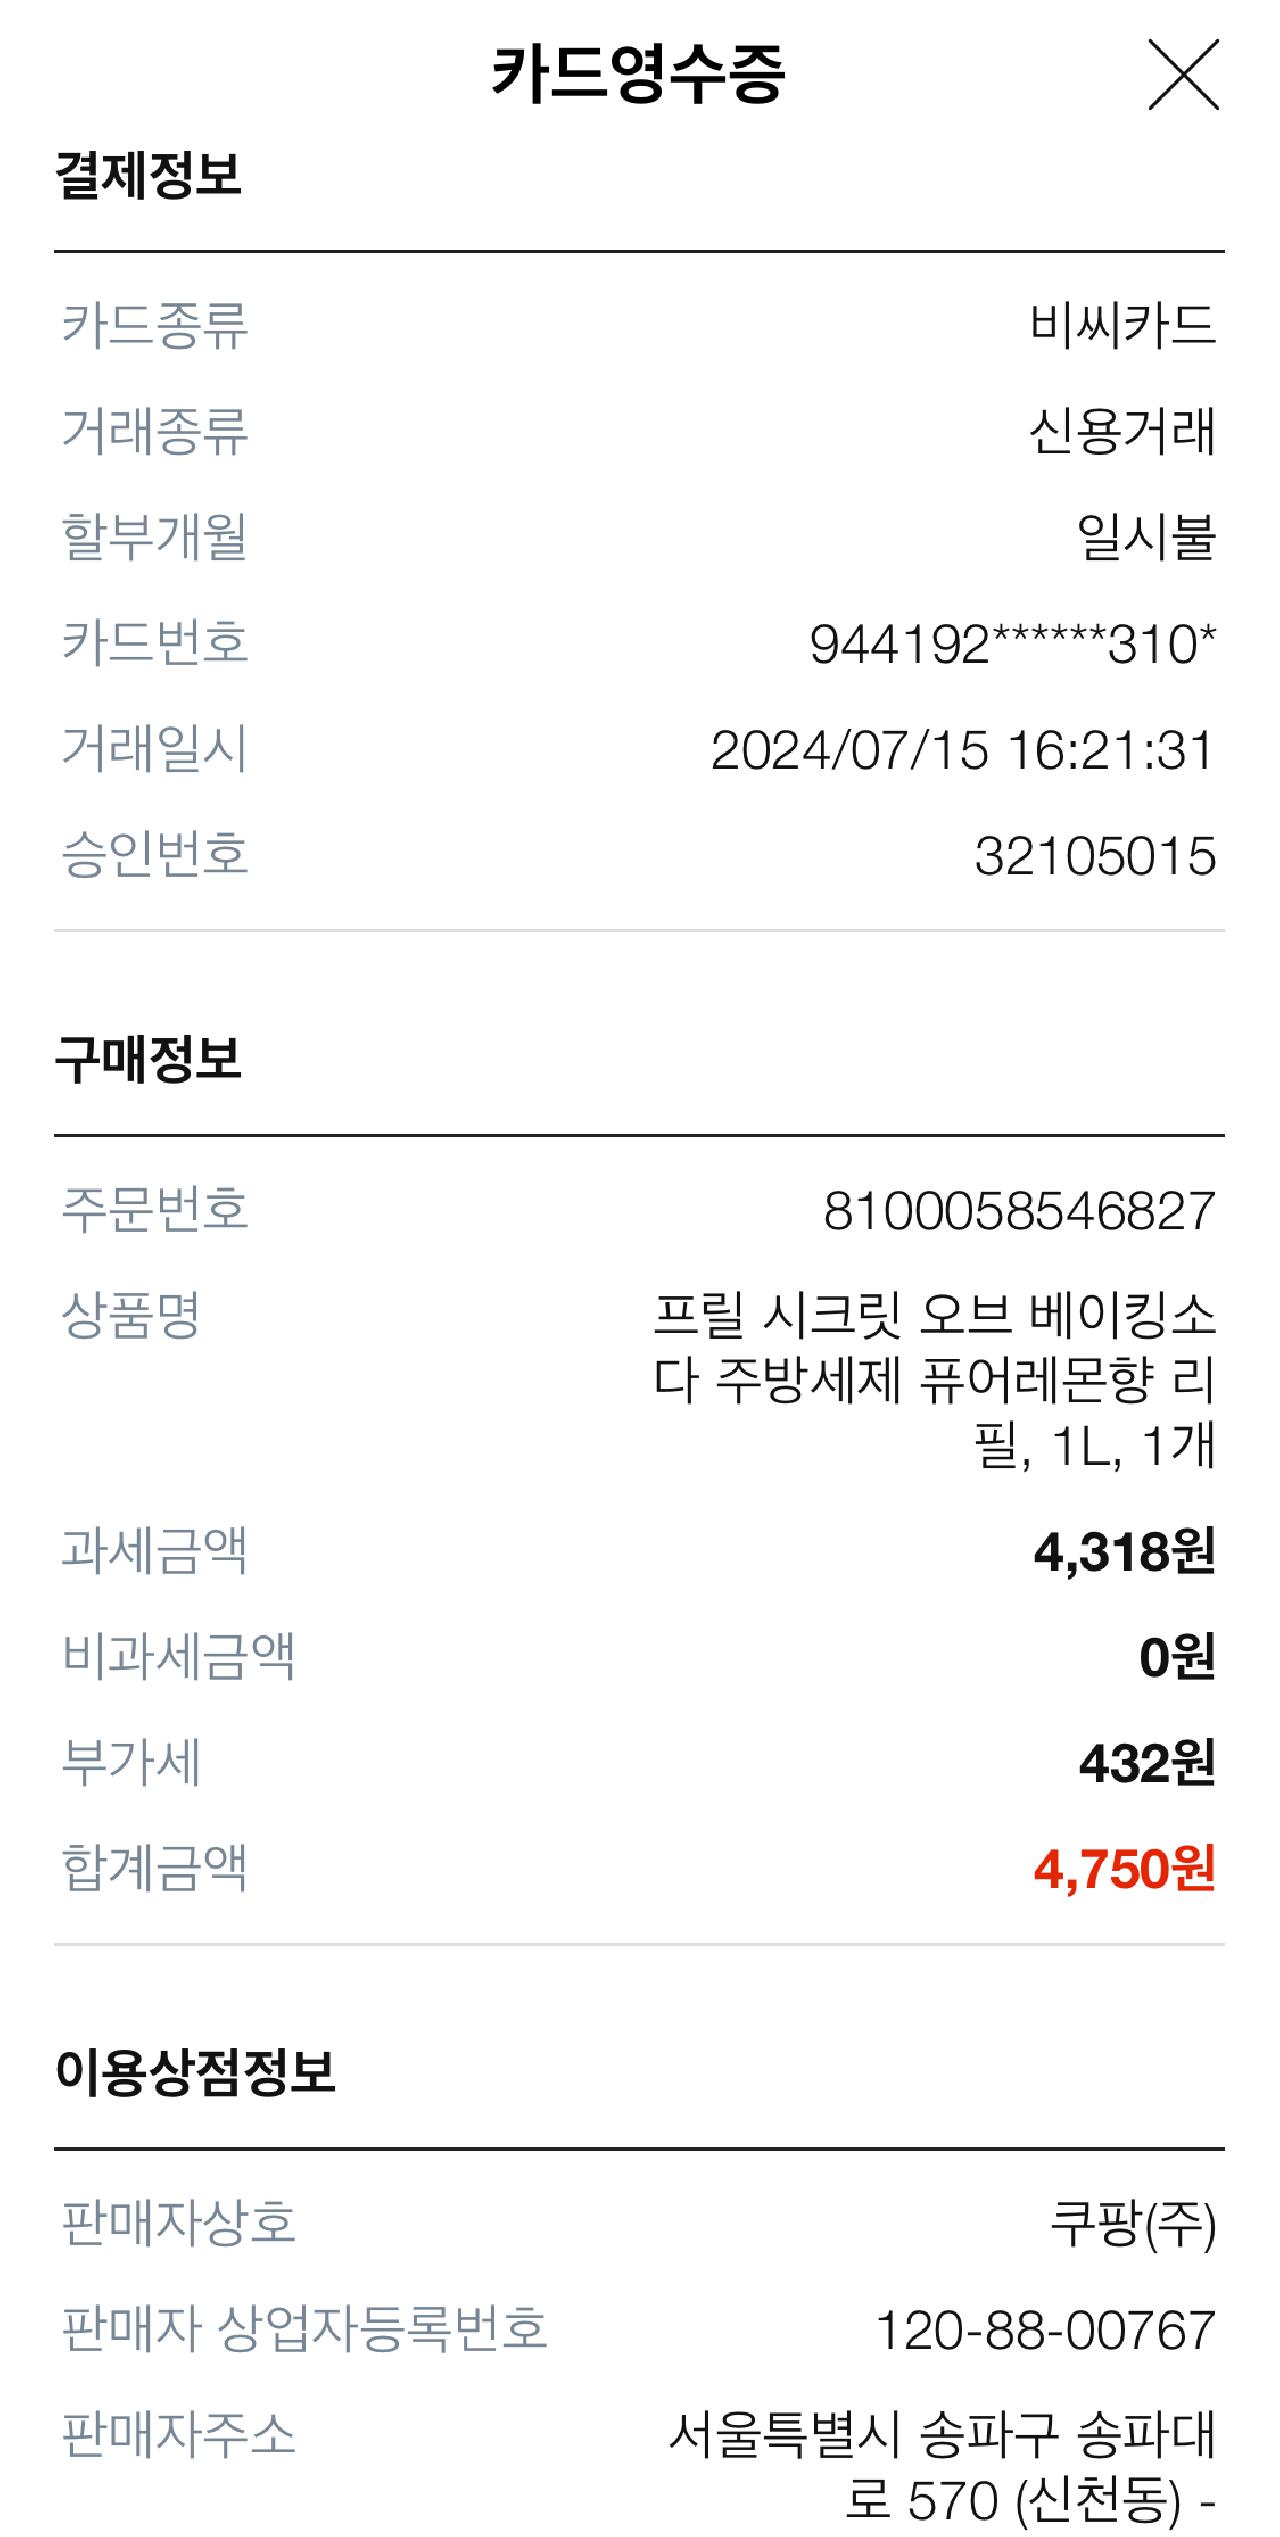 카드영수증
결제정보
카드종류 비씨카드
거래종류 신용거래
할부개월 일시불
카드번호 944192******310*
거래일시 2024/07/15 16:21:31
승인번호 32105015
구매정보
주문번호 8100058546827
상품명 프릴 시크릿 오브 베이킹소
다 주방세제 퓨어레몬향 리
필, 1L, 1개
과세금액 4,318원
비과세금액 0원
부가세 432원
합계금액 4,750원
이용상점정보
판매자상호 쿠팡(주)
판매자 상업자등록번호 120-88-00767
판매자주소 서울특별시 송파구 송파대
로 570 (신천동) -